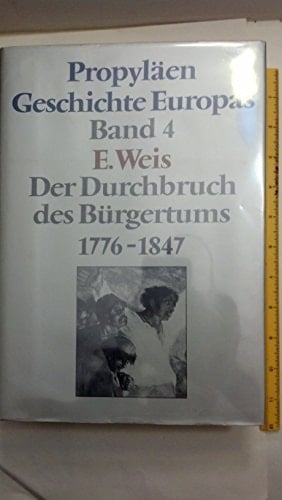 Propyläen
Geschichte Europas
Band 4
E. Weis
Der Durchbruch
des Bürgertums
1776-1847